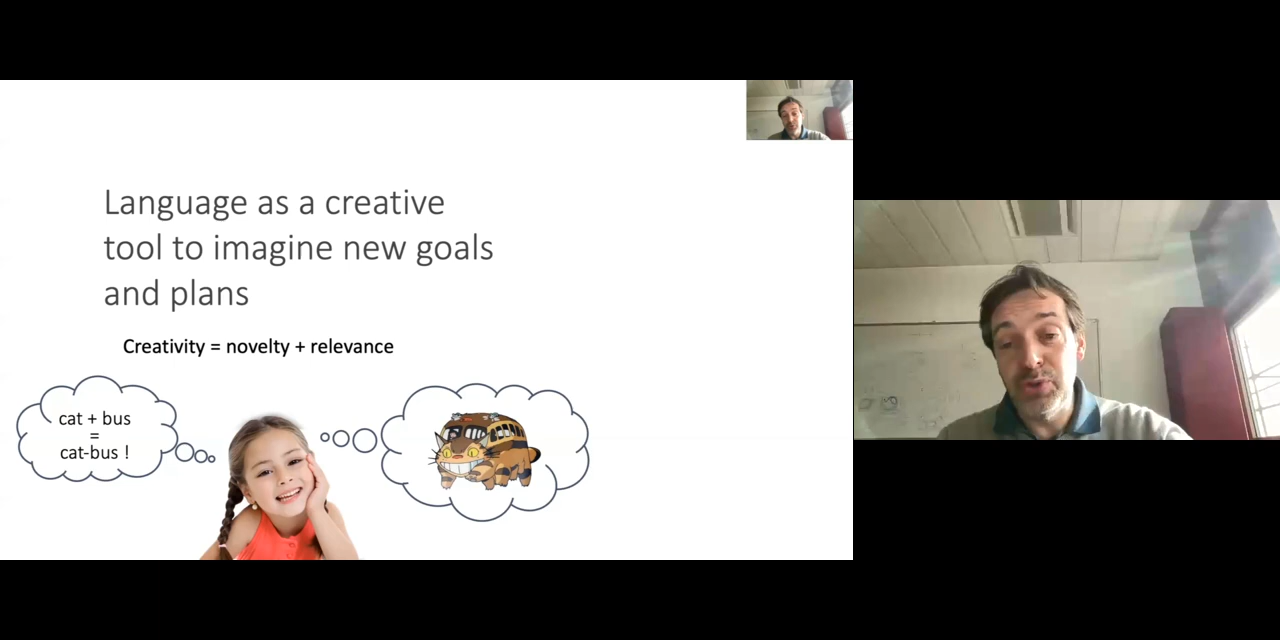 Language as a creative
tool to imagine new goals
and plans
Creativity = novelty + relevance
cat + bus
=
cat-bus !